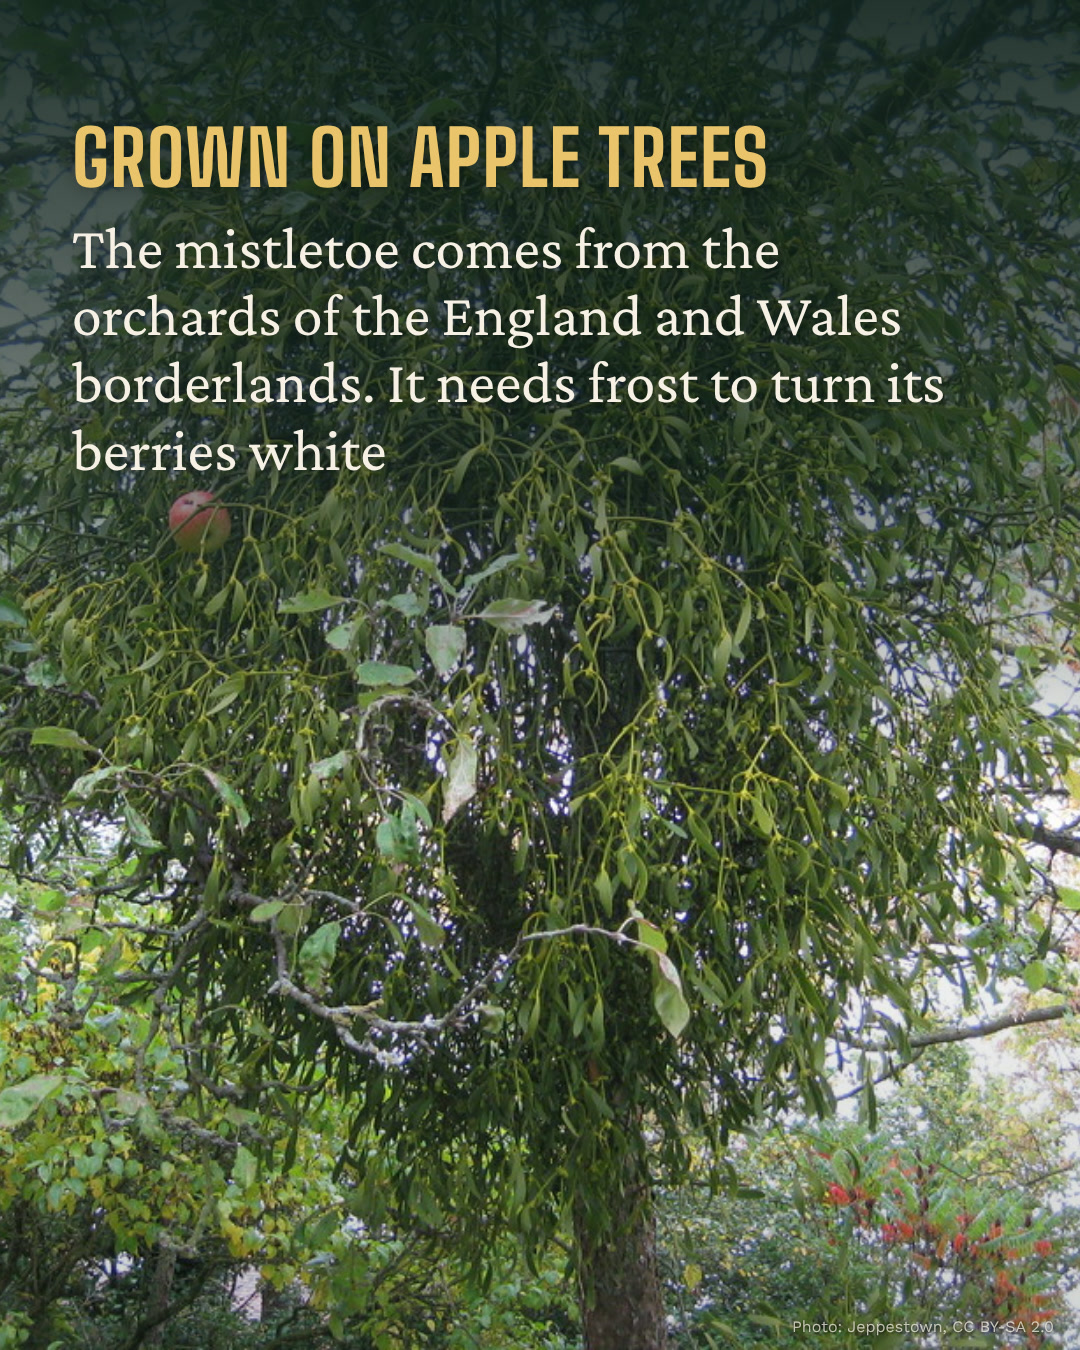 GROWN ON APPLE TREES
The mistletoe comes from the
orchards of the England and Wales
borderlands. It needs frost to turn its
berries white
Photo: Jeppestown, CC BY-SA 2.0